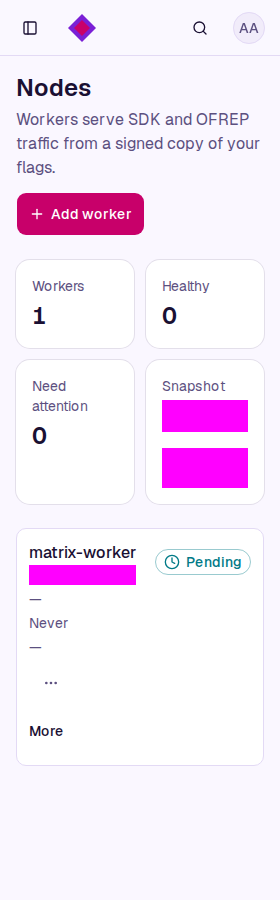 AA
Nodes
Workers serve SDK and OFREP
traffic from a signed copy of your
flags.
+ Add worker
Workers
1
Healthy
0
Need
attention
0
Snapshot
matrix-worker
Pending
—
Never
—
...
More